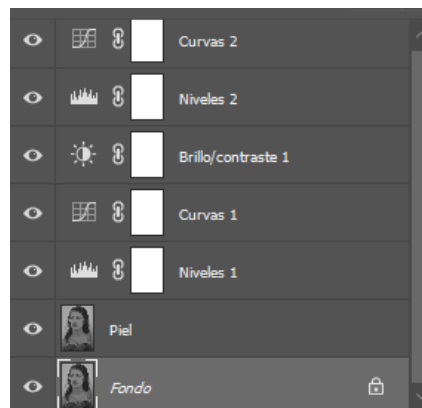 Curvas 2
Niveles 2
Brillo/contraste 1
Curvas 1
Niveles 1
Piel
Fondo